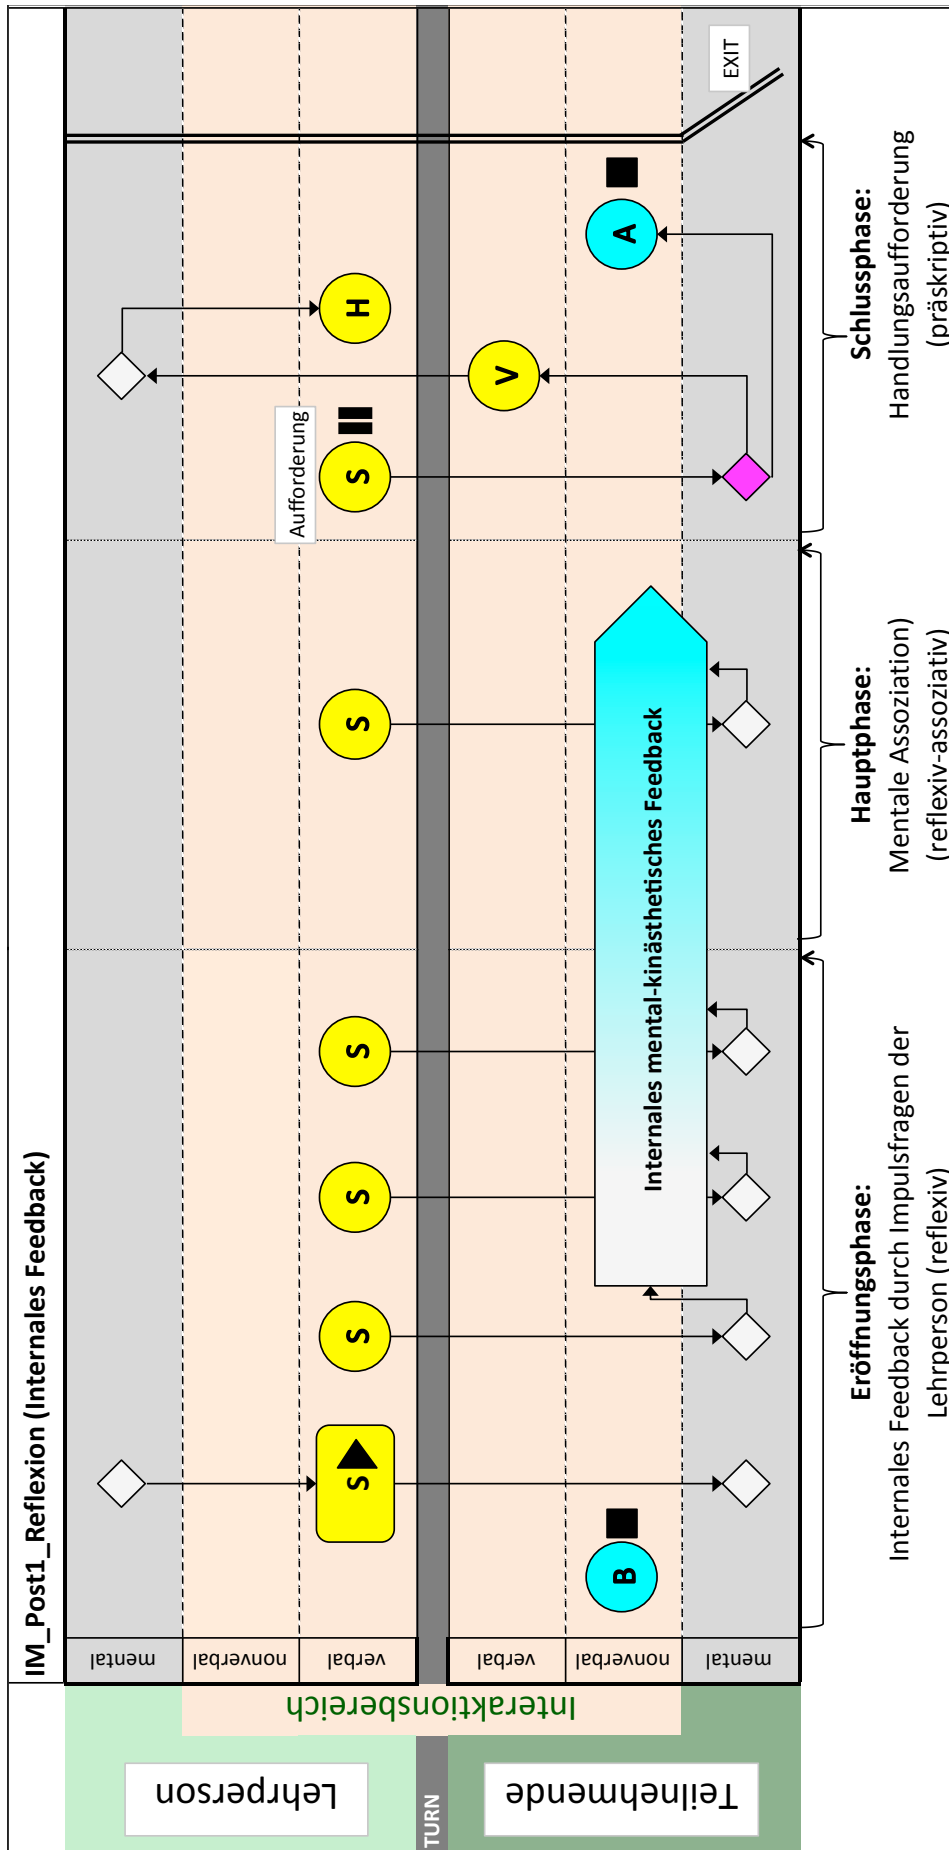 IM_Post1_Reflexion (Internales Feedback)
Lehrperson
TURN
Teilnehmende
Interaktionsbereich
mental
nonverbal
verbal
verbal
nonverbal
mental
B
S
S
S
S
S
Internales mental-kinästhetisches Feedback
Aufforderung
S
V
H
A
EXIT
Eröffnungsphase:
Internales Feedback durch Impulsfragen der
Lehrperson (reflexiv)
Hauptphase:
Mentale Assoziation)
(reflexiv-assoziativ)
Schlussphase:
Handlungsaufforderung
(präskriptiv)